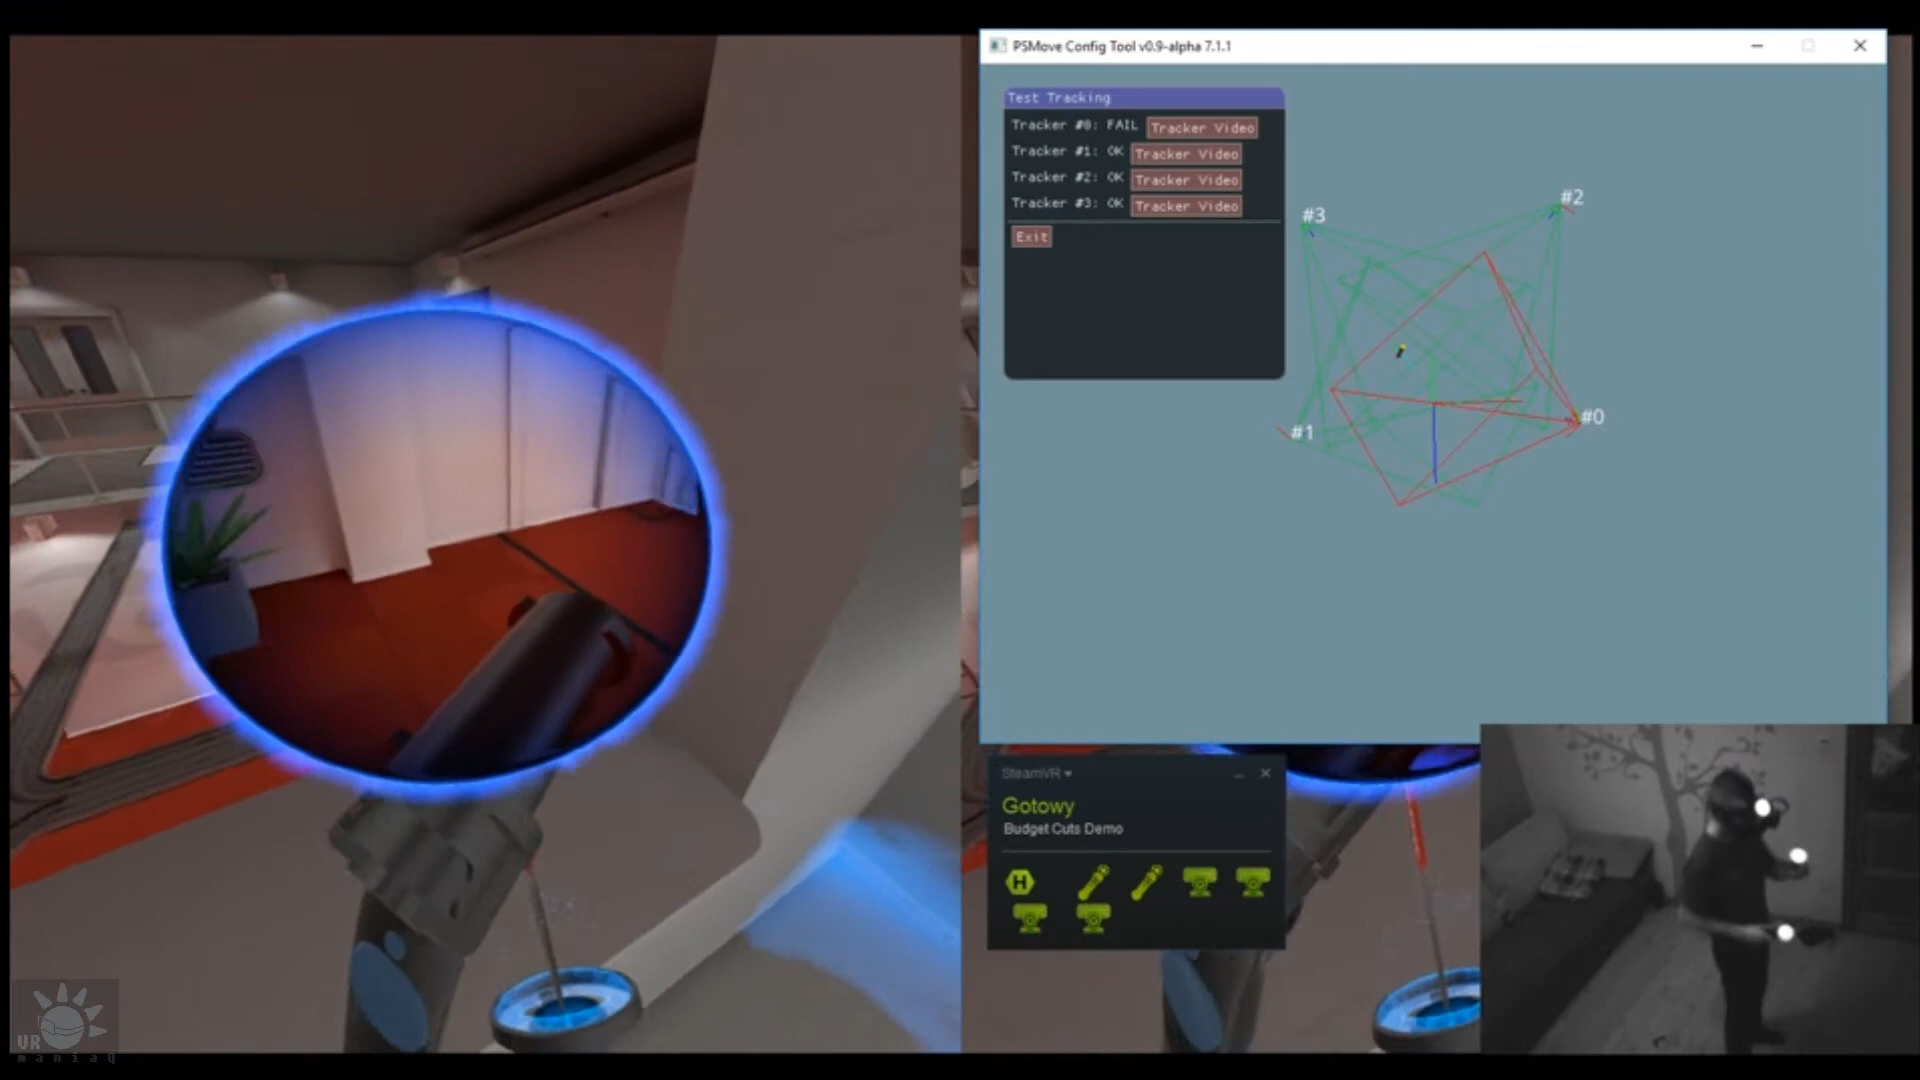 PSMove Config Tool v0.9-alpha 7.1.1
Test Tracking
Tracker #0: FAIL Tracker Video
Tracker #1: OK Tracker Video
Tracker #2: OK Tracker Video
Tracker #3: OK Tracker Video
Exit
#3
#2
#1
#0
SteamVR
Gotowy
Budget Cuts Demo
H
VR
maniaQ